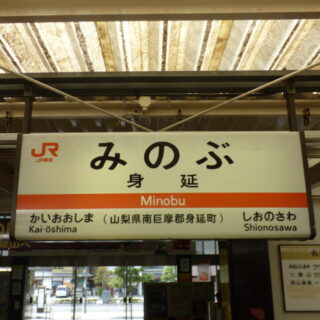 JR
JR東海
みのぶ
身延
Minobu
かいおおしま
(山梨県南巨摩郡身延町)
しおのさわ
Kai-ōshima
Shionosawa